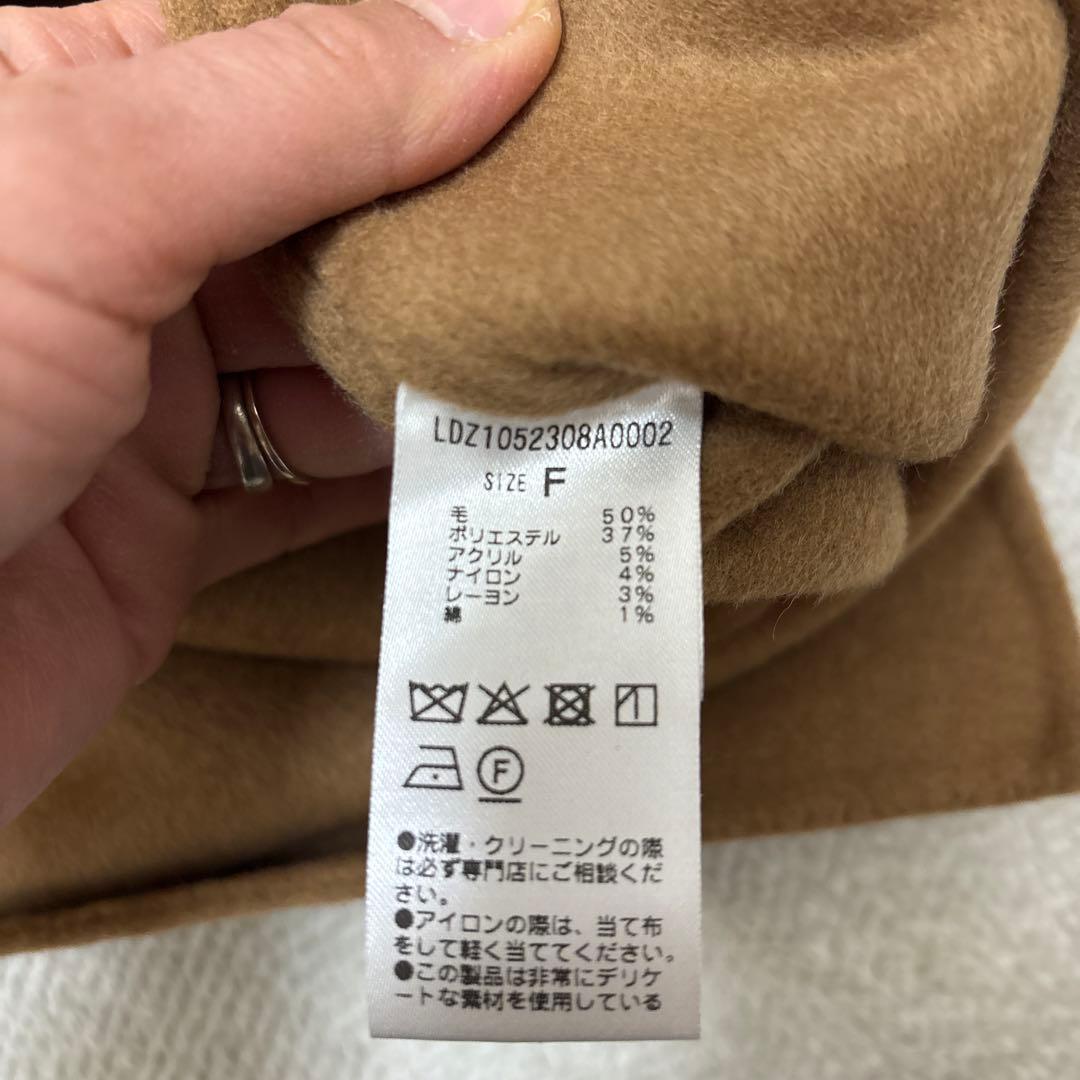 LDZ1052308A0002
SIZE F
毛 50%
ポリエステル 37%
アクリル 5%
ナイロン 4%
レーヨン 3%
綿 1%
F
●洗濯・クリーニングの際
は必ず専門店にご相談くだ
さい。
●アイロンの際は、当て布
をして軽く当ててください。
●この製品は非常にデリケ
ートな素材を使用している